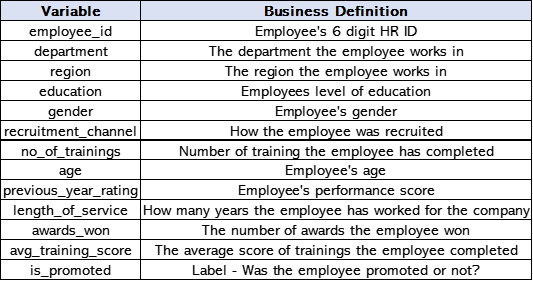 Variable Business Definition
employee_id Employee's 6 digit HR ID
department The department the employee works in
region The region the employee works in
education Employees level of education
gender Employee's gender
recruitment_channel How the employee was recruited
no_of_trainings Number of training the employee has completed
age Employee's age
previous_year_rating Employee's performance score
length_of_service How many years the employee has worked for the company
awards_won The number of awards the employee won
avg_training_score The average score of trainings the employee completed
is_promoted Label - Was the employee promoted or not?